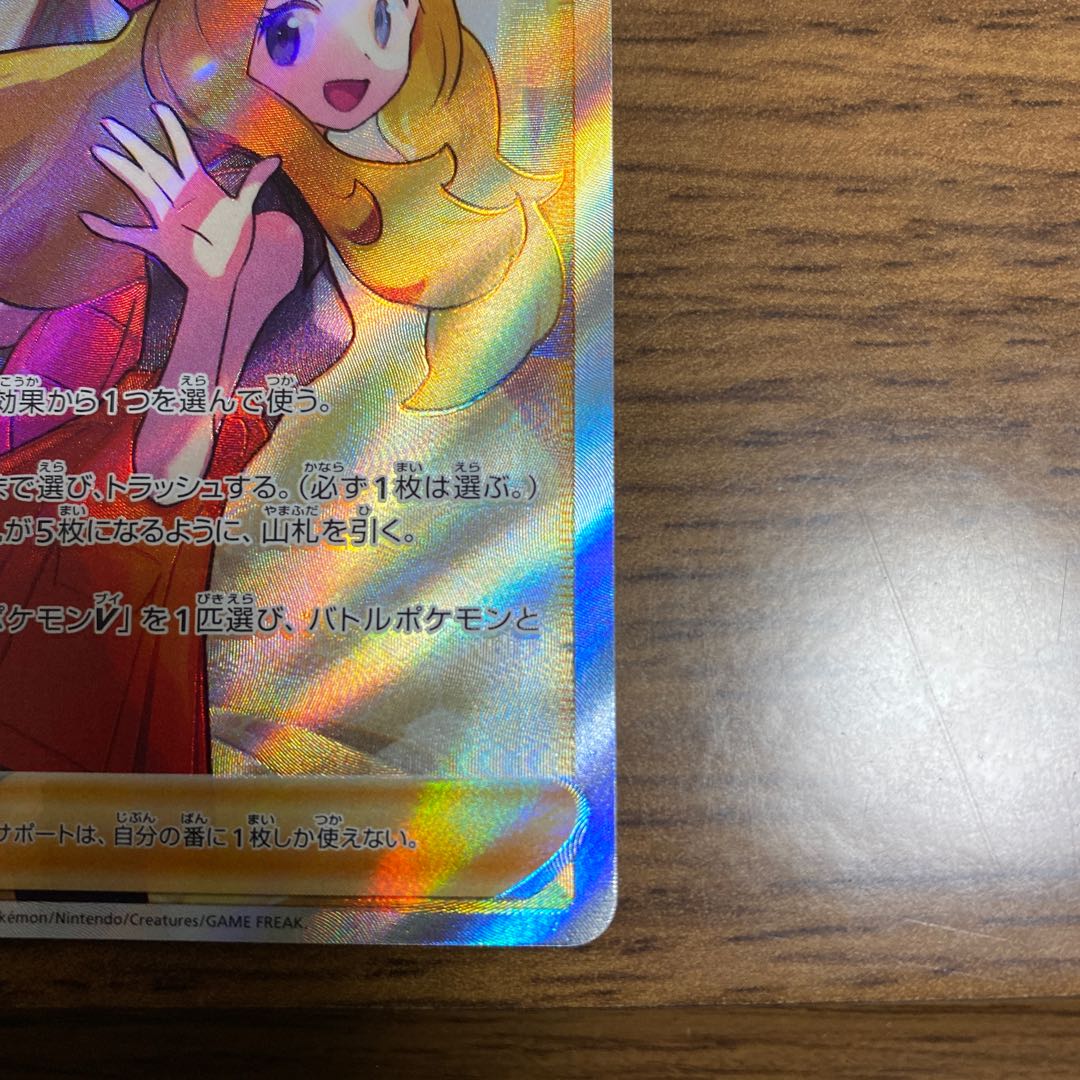 効果から1つを選んで使う。
まで選び、トラッシュする。(必ず1枚は選ぶ。)
が5枚になるように、山札を引く。
ポケモンV」を1匹選び、バトルポケモンと
サポートは、自分の番に1枚しか使えない。
kémon/Nintendo/Creatures/GAME FREAK.